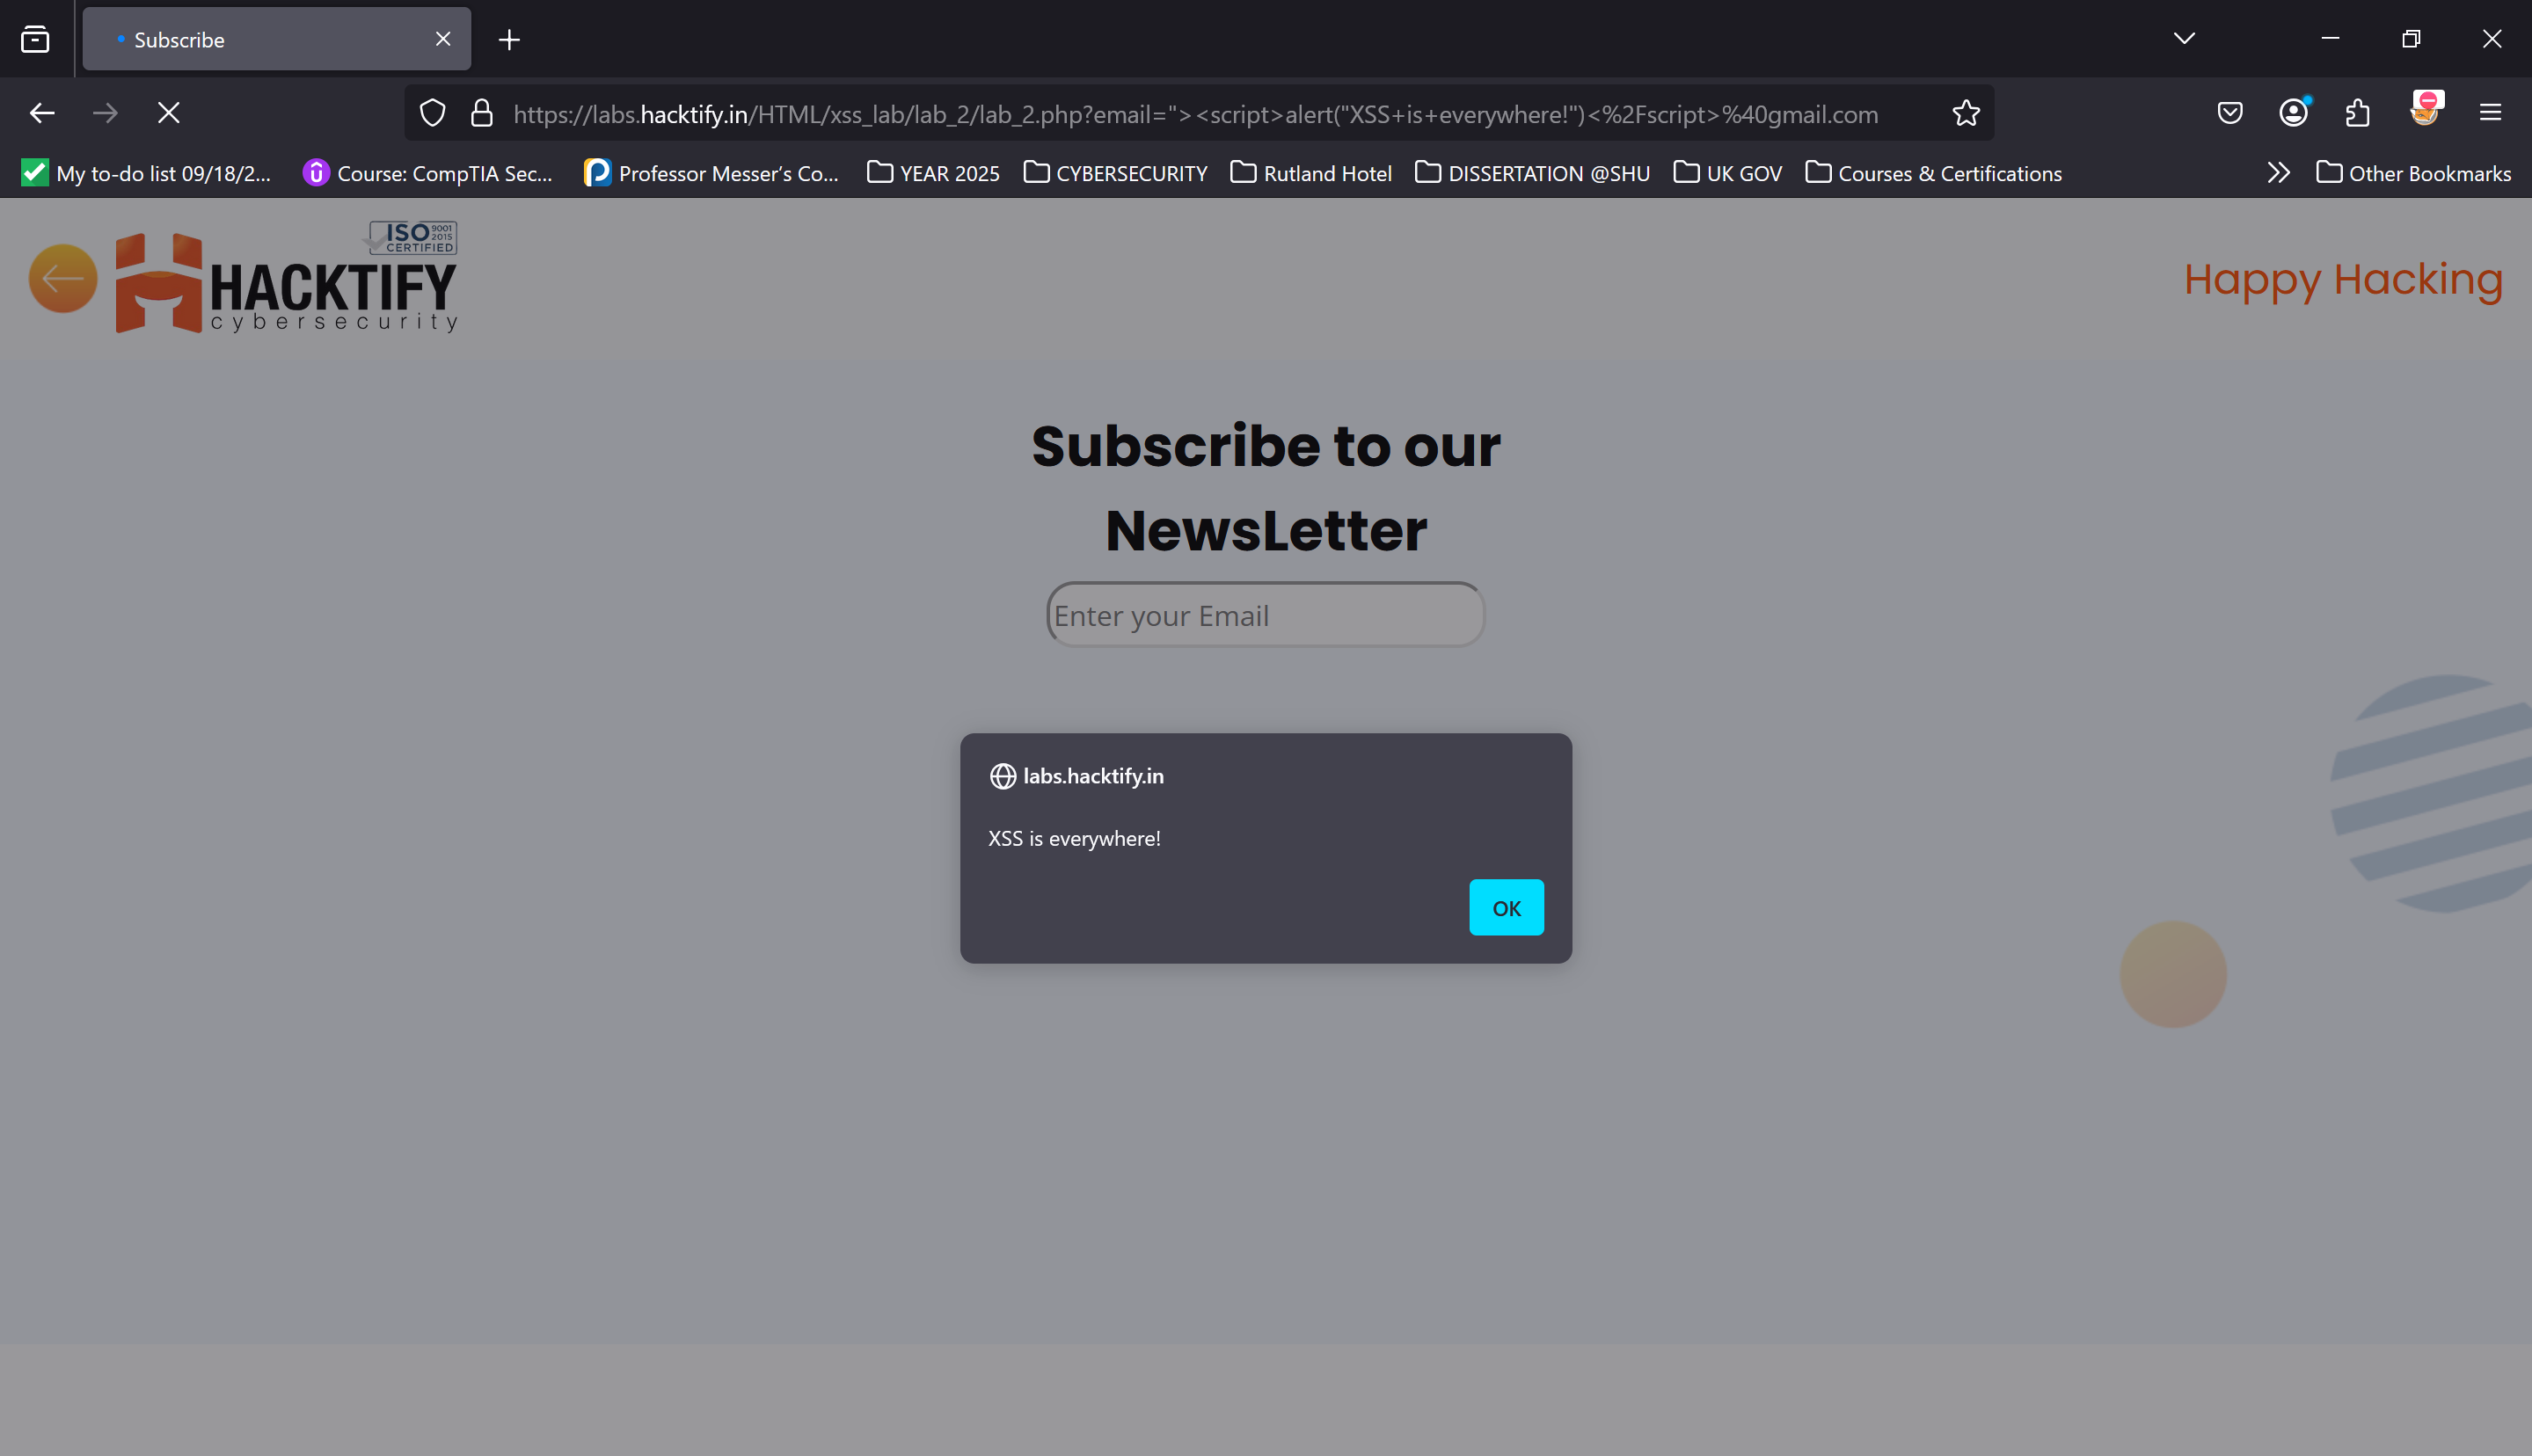 Subscribe
https://labs.hacktify.in/HTML/xss_lab/lab_2/lab_2.php?email="><script>alert("XSS+is+everywhere!")<%2Fscript>%40gmail.com
My to-do list 09/18/2... Course: CompTIA Sec... Professor Messer's Co... YEAR 2025 CYBERSECURITY Rutland Hotel DISSERTATION @SHU UK GOV Courses & Certifications Other Bookmarks
ISO 9001 2015
CERTIFIED
HACKTIFY
cybersecurity
Happy Hacking
Subscribe to our
NewsLetter
Enter your Email
labs.hacktify.in
XSS is everywhere!
OK